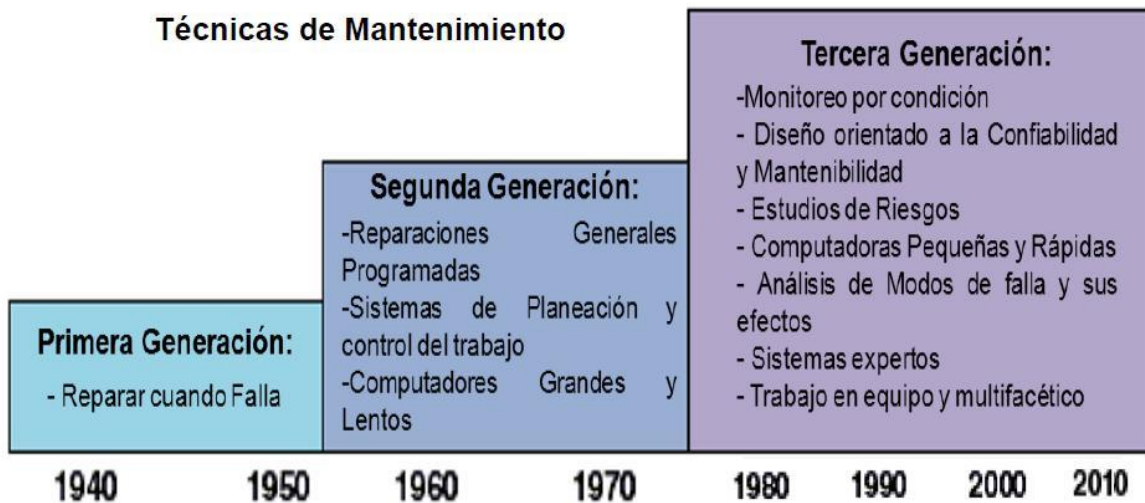 Técnicas de Mantenimiento
Primera Generación:
- Reparar cuando Falla
Segunda Generación:
-Reparaciones Generales
Programadas
-Sistemas de Planeación y
control del trabajo
-Computadores Grandes y
Lentos
Tercera Generación:
-Monitoreo por condición
- Diseño orientado a la Confiabilidad
y Mantenibilidad
- Estudios de Riesgos
- Computadoras Pequeñas y Rápidas
- Análisis de Modos de falla y sus
efectos
- Sistemas expertos
- Trabajo en equipo y multifacético
1940 1950 1960 1970 1980 1990 2000 2010